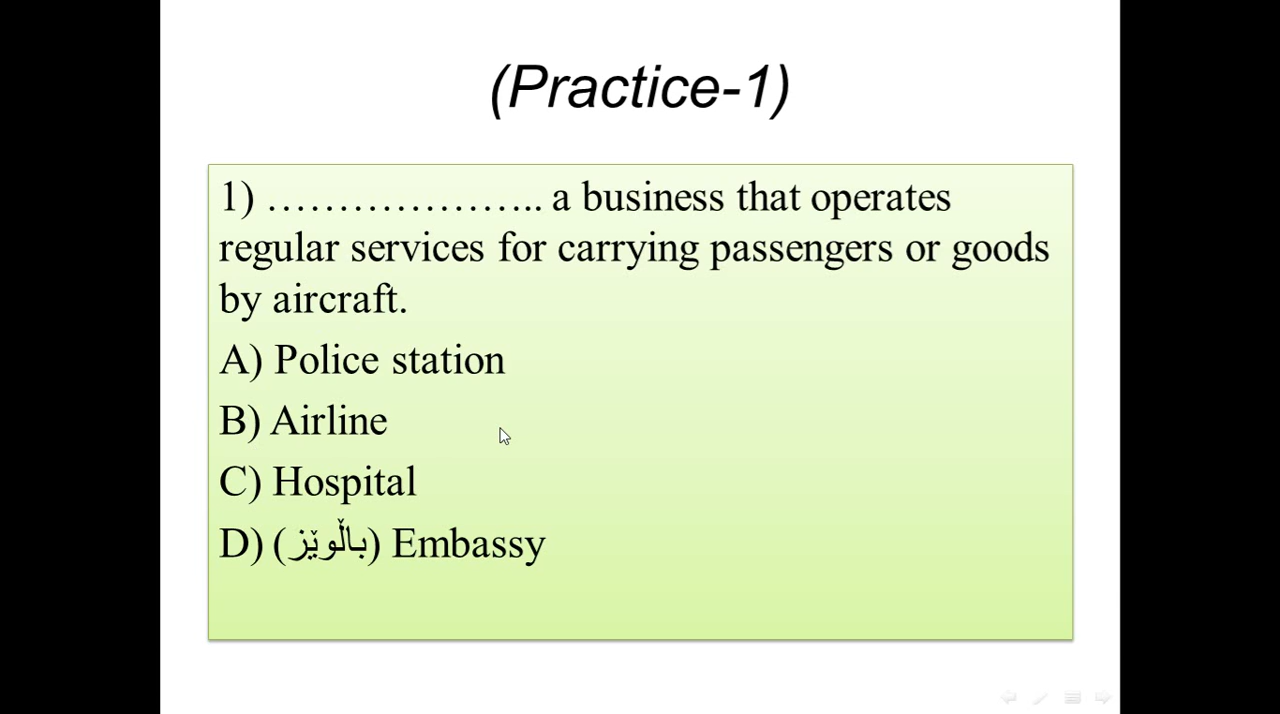 (Practice-1)
1) ………………….. a business that operates
regular services for carrying passengers or goods
by aircraft.
A) Police station
B) Airline
C) Hospital
D) (باڵوێز) Embassy